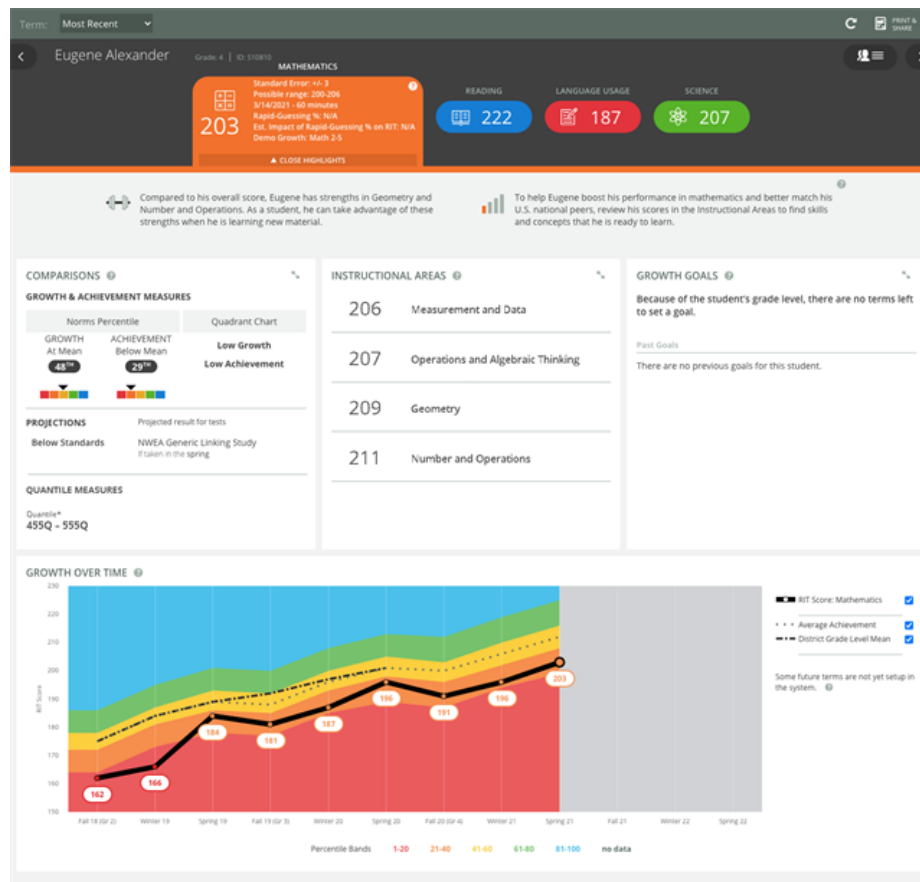 Term: Most Recent
PRINT &
SHARE
Eugene Alexander
Grade: 4 | ID: S10810
MATHEMATICS
203
Standard Error: +/- 3
Possible range: 200-206
3/14/2021 - 60 minutes
Rapid-Guessing %: N/A
Est. Impact of Rapid-Guessing % on RIT: N/A
Demo Growth: Math 2-5
CLOSE HIGHLIGHTS
READING
222
LANGUAGE USAGE
187
SCIENCE
207
Compared to his overall score, Eugene has strengths in Geometry and
Number and Operations. As a student, he can take advantage of these
strengths when he is learning new material.
To help Eugene boost his performance in mathematics and better match his
U.S. national peers, review his scores in the Instructional Areas to find skills
and concepts that he is ready to learn.
COMPARISONS
GROWTH & ACHIEVEMENT MEASURES
Norms Percentile
Quadrant Chart
GROWTH
At Mean
48TH
ACHIEVEMENT
Below Mean
29TH
Low Growth
Low Achievement
PROJECTIONS
Projected result for tests
Below Standards
NWEA Generic Linking Study
If taken in the spring
QUANTILE MEASURES
Quantile*
455Q – 555Q
INSTRUCTIONAL AREAS
206 Measurement and Data
207 Operations and Algebraic Thinking
209 Geometry
211 Number and Operations
GROWTH GOALS
Because of the student's grade level, there are no terms left
to set a goal.
Past Goals
There are no previous goals for this student.
GROWTH OVER TIME
RIT Score
230
220
210
200
190
180
170
160
150
162
166
184
181
187
196
191
196
203
Fall 18 (Gr 2)
Winter 19
Spring 19
Fall 19 (Gr 3)
Winter 20
Spring 20
Fall 20 (Gr 4)
Winter 21
Spring 21
Fall 21
Winter 22
Spring 22
Percentile Bands 1-20 21-40 41-60 61-80 81-100 no data
RIT Score: Mathematics
Average Achievement
District Grade Level Mean
Some future terms are not yet setup in
the system.